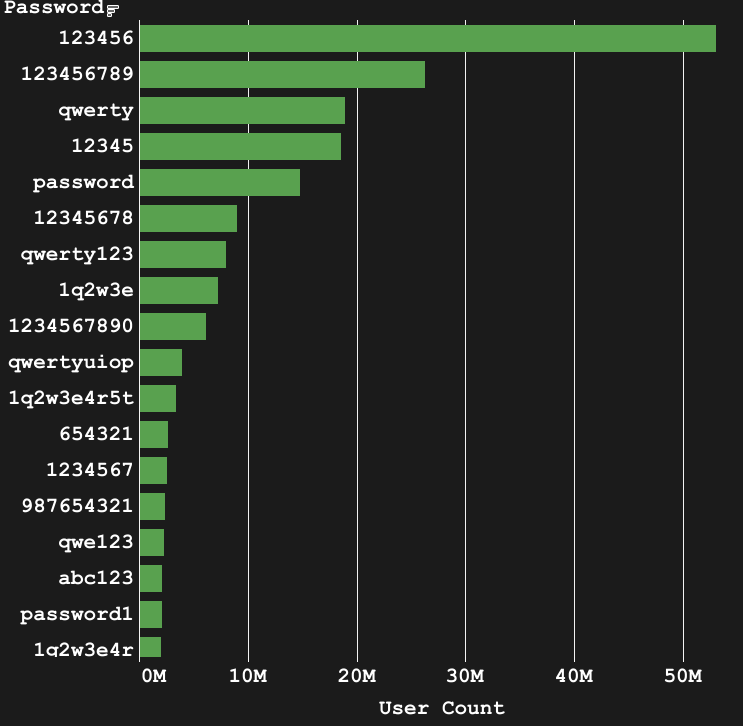 Password
123456
123456789
qwerty
12345
password
12345678
qwerty123
1q2w3e
1234567890
qwertyuiop
1q2w3e4r5t
654321
1234567
987654321
qwe123
abc123
password1
1q2w3e4r
0M 10M 20M 30M 40M 50M
User Count